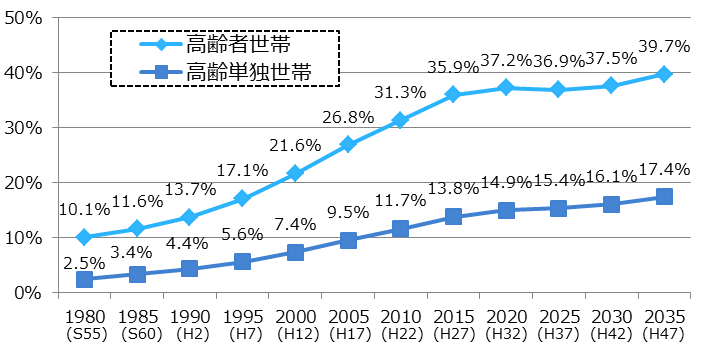 50%
高齢者世帯
高齢単独世帯
40%
30%
20%
10%
0%
10.1% 11.6% 13.7% 17.1% 21.6% 26.8% 31.3% 35.9% 37.2% 36.9% 37.5% 39.7%
2.5% 3.4% 4.4% 5.6% 7.4% 9.5% 11.7% 13.8% 14.9% 15.4% 16.1% 17.4%
1980 1985 1990 1995 2000 2005 2010 2015 2020 2025 2030 2035
(S55) (S60) (H2) (H7) (H12) (H17) (H22) (H27) (H32) (H37) (H42) (H47)